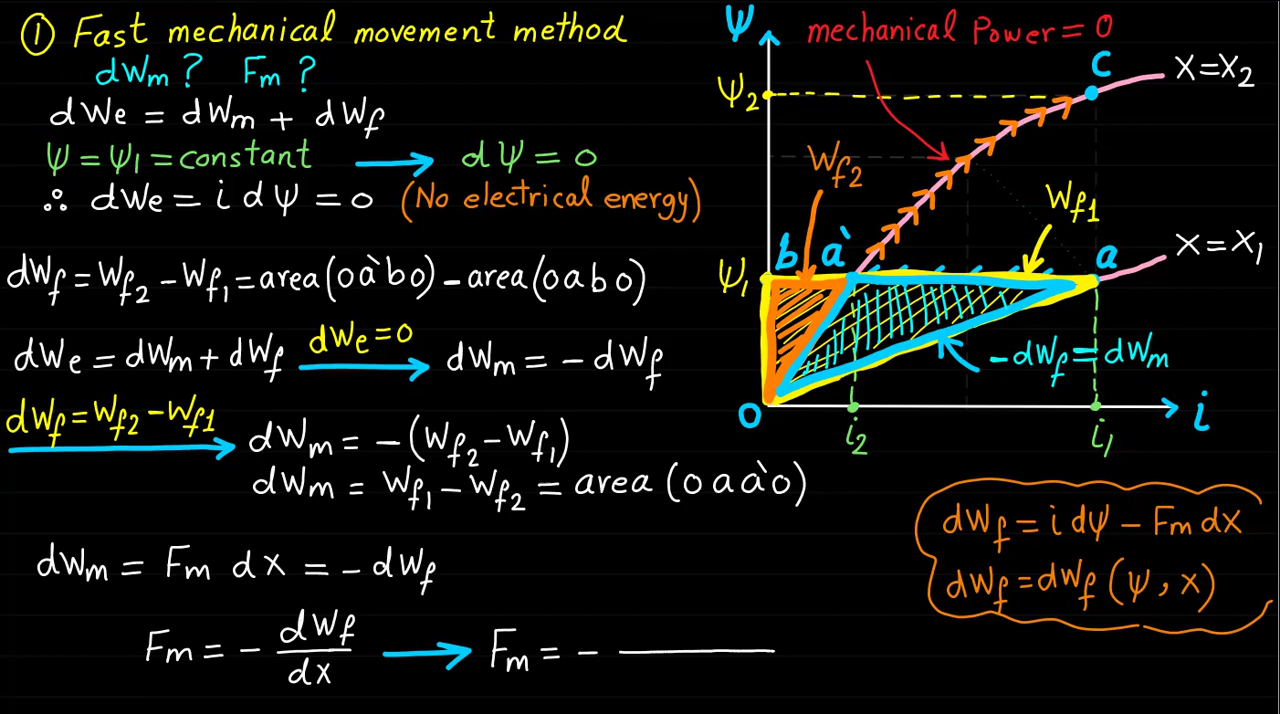 ① Fast mechanical movement method
dWm ? Fm ?
dWe = dWm + dWf
Ψ = Ψ1 = constant → dΨ = 0
∴ dWe = i dΨ = 0 (No electrical energy)
dWf = Wf2 - Wf1 = area (oàbo) - area (oabo)
dWe = dWm + dWf dWe=0 → dWm = - dWf
dWf = Wf2 - Wf1 → dWm = - (Wf2 - Wf1)
dWm = Wf1 - Wf2 = area (oaào)
dWm = Fm dx = - dWf
Fm = - dWf/dx → Fm = -
Ψ
mechanical Power = 0
C
X=X2
Ψ2
Wf2
Wf1
b
à
a
X=X1
Ψ1
-dWf = dWm
O
i2
i1
i
dWf = i dΨ - Fm dx
dWf = dWf (Ψ, x)